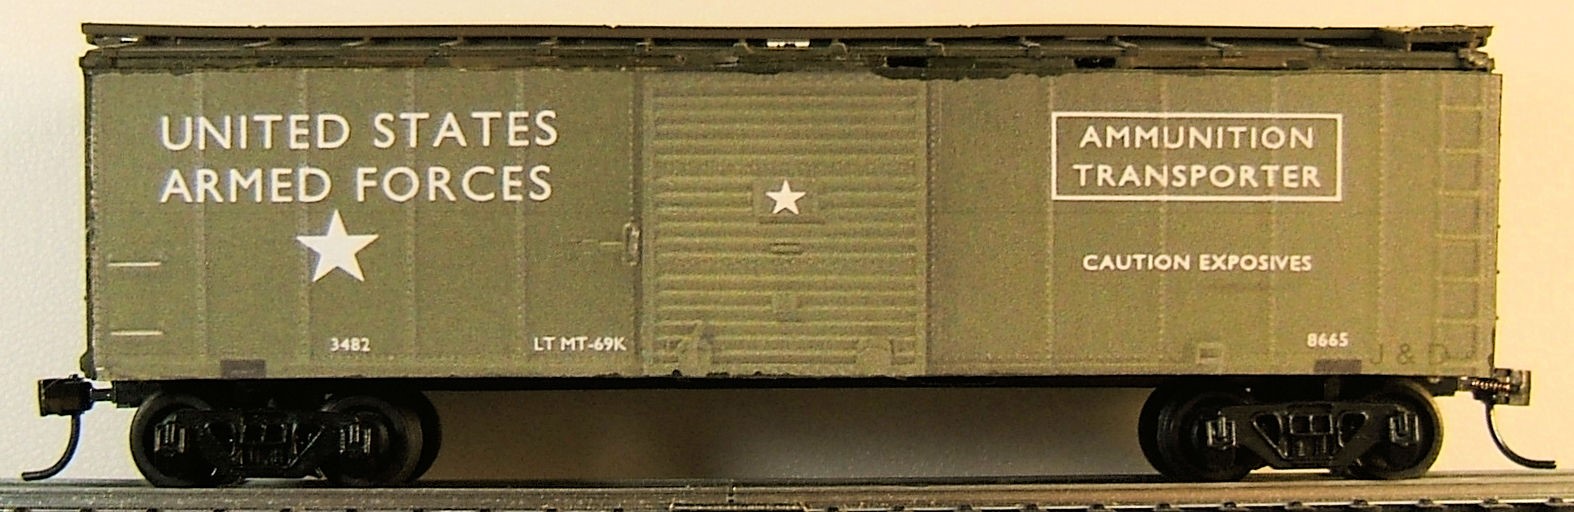 UNITED STATES
ARMED FORCES
AMMUNITION
TRANSPORTER
CAUTION EXPOSIVES
3482
LT MT-69K
8665
J & D